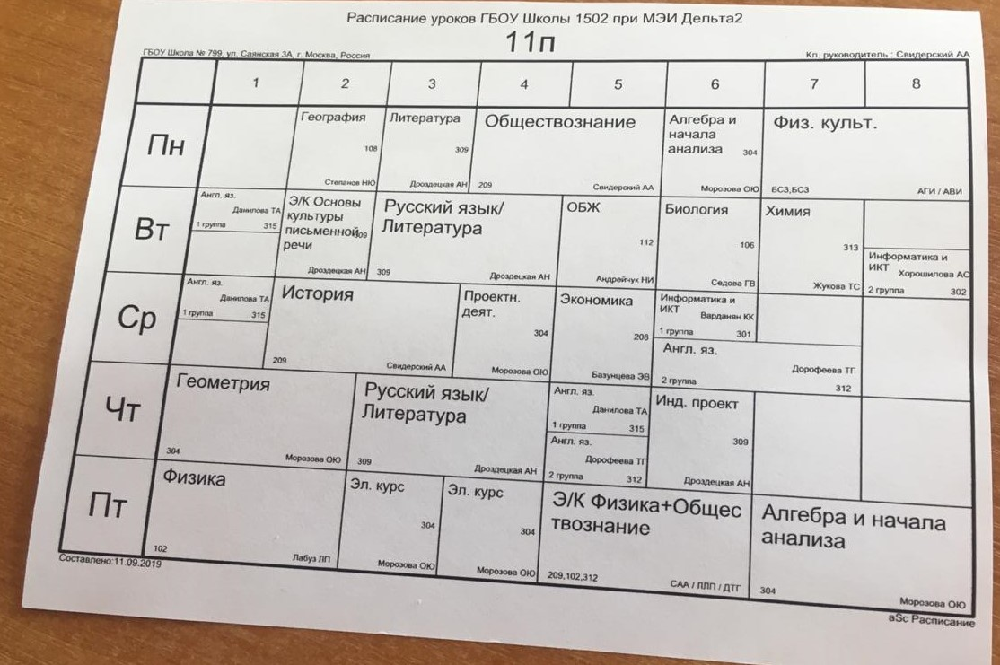 Расписание уроков ГБОУ Школы 1502 при МЭИ Дельта2
11п
ГБОУ Школа № 799, ул. Саянская 3А, г. Москва, Россия
Кл. руководитель : Свидерский АА
1 2 3 4 5 6 7 8
Пн
География
108
Степанов НЮ
Литература
309
Дроздецкая АН
Обществознание
209
Свидерский АА
Алгебра и
начала
анализа
304
Морозова ОЮ
Физ. культ.
БСЗ,БСЗ
АГИ / АВИ
Вт
Англ. яз.
Данилова ТА
1 группа 315
Э/К Основы
культуры
письменной
речи
309
Дроздецкая АН
Русский язык/
Литература
309
Дроздецкая АН
ОБЖ
112
Андрейчук НИ
Биология
106
Седова ГВ
Химия
313
Жукова ТС
Информатика и
ИКТ
Хорошилова АС
2 группа 302
Ср
Англ. яз.
Данилова ТА
1 группа 315
История
209
Свидерский АА
Проектн.
деят.
304
Морозова ОЮ
Экономика
208
Базунцева ЭВ
Информатика и
ИКТ
Варданян КК
1 группа 301
Англ. яз.
Дорофеева ТГ
2 группа 312
Чт
Геометрия
304
Морозова ОЮ
Русский язык/
Литература
309
Дроздецкая АН
Англ. яз.
Данилова ТА
1 группа 315
Англ. яз.
Дорофеева ТГ
2 группа 312
Инд. проект
309
Дроздецкая АН
Пт
Физика
102
Лабуз ЛП
Эл. курс
304
Морозова ОЮ
Эл. курс
304
Морозова ОЮ
Э/К Физика+Общес
твознание
209,102,312
САА / ЛЛП / ДТГ
Алгебра и начала
анализа
304
Морозова ОЮ
Составлено:11.09.2019
aSc Расписание